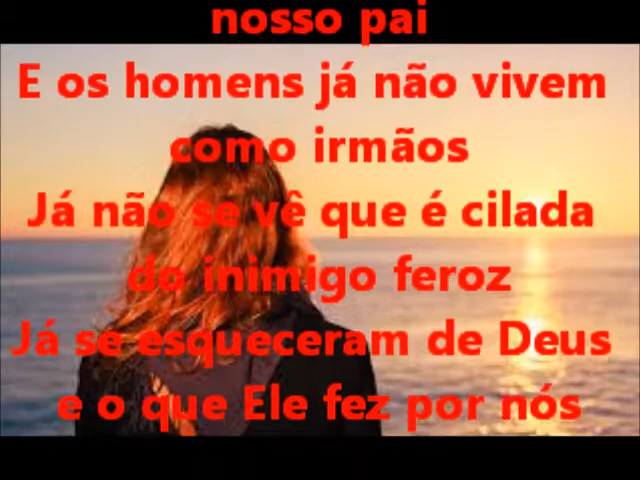 nosso pai
E os homens já não vivem
como irmãos
Já não se vê que é cilada
do inimigo feroz
Já se esqueceram de Deus
e o que Ele fez por nós